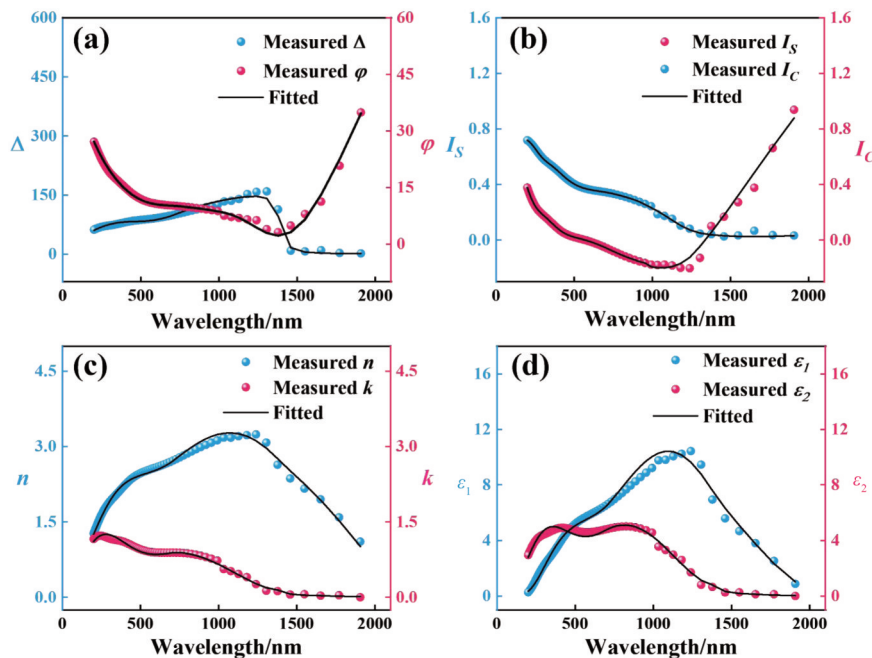 (a)
Measured Δ
Measured φ
Fitted
600
450
300
150
0
Δ
60
45
30
15
0
φ
0 500 1000 1500 2000
Wavelength/nm
(b)
Measured I_S
Measured I_C
Fitted
1.6
1.2
0.8
0.4
0.0
I_S
1.6
1.2
0.8
0.4
0.0
I_C
0 500 1000 1500 2000
Wavelength/nm
(c)
Measured n
Measured k
Fitted
4.5
3.0
1.5
0.0
n
4.5
3.0
1.5
0.0
k
0 500 1000 1500 2000
Wavelength/nm
(d)
Measured ε₁
Measured ε₂
Fitted
16
12
8
4
0
ε₁
16
12
8
4
0
ε₂
0 500 1000 1500 2000
Wavelength/nm